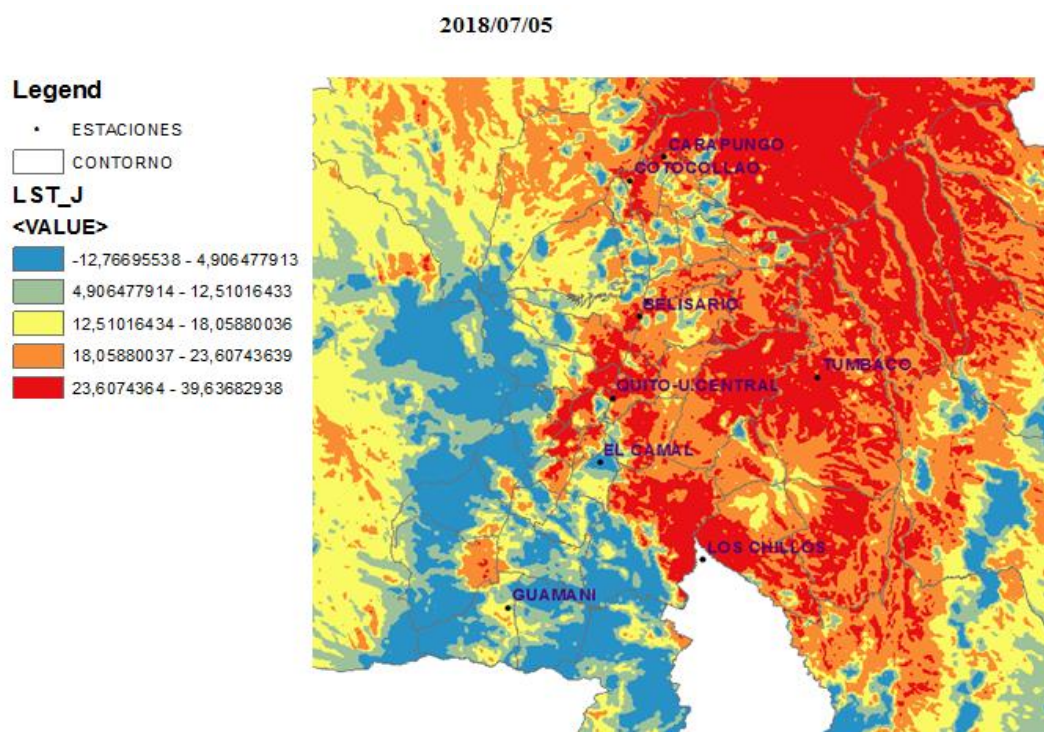 2018/07/05
Legend
ESTACIONES
CONTORNO
LST_J
<VALUE>
-12,76695538 - 4,906477913
4,906477914 - 12,51016433
12,51016434 - 18,05880036
18,05880037 - 23,60743639
23,6074364 - 39,63682938
CARAPUNGO
COTOCOLLAO
BELISARIO
TUMBACO
QUITO-U.CENTRAL
EL CAMAL
LOS CHILLOS
GUAMANI